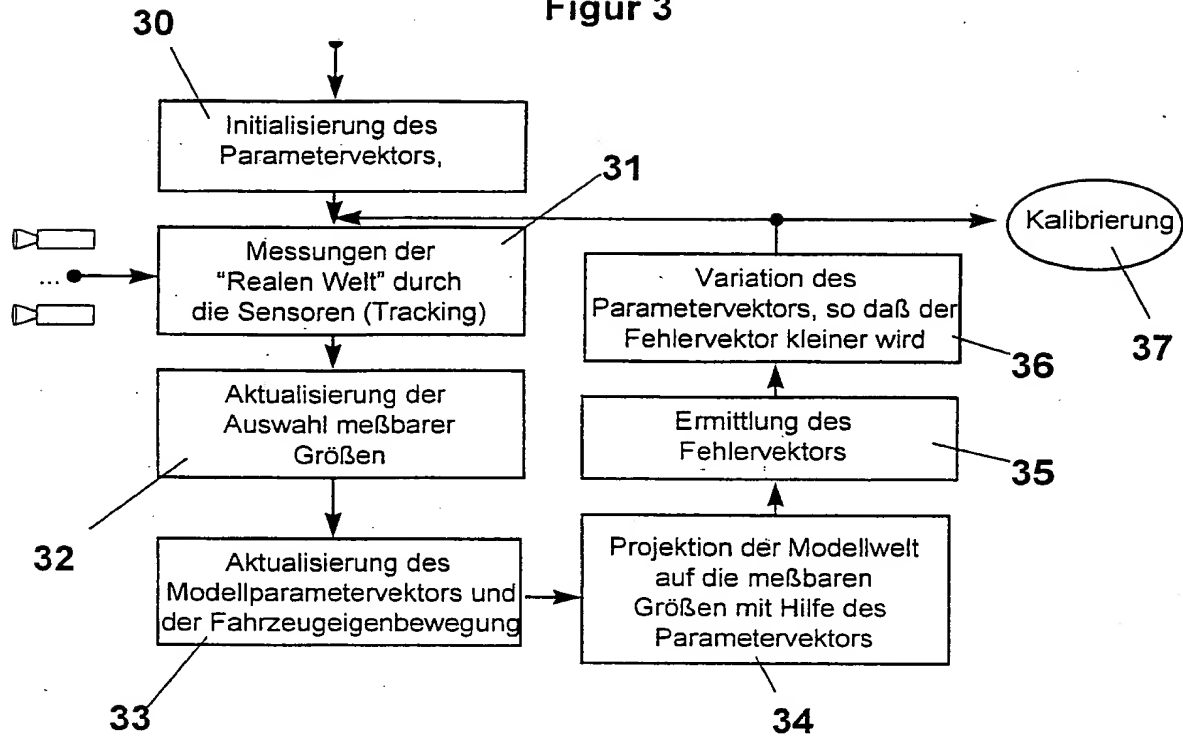 Figur 3
30
Initialisierung des
Parametervektors,
31
Messungen der
“Realen Welt” durch
die Sensoren (Tracking)
...
Aktualisierung der
Auswahl meßbarer
Größen
32
Aktualisierung des
Modellparametervektors und
der Fahrzeugeigenbewegung
33
Projektion der Modellwelt
auf die meßbaren
Größen mit Hilfe des
Parametervektors
34
Ermittlung des
Fehlervektors
35
Variation des
Parametervektors, so daß der
Fehlervektor kleiner wird
36
Kalibrierung
37